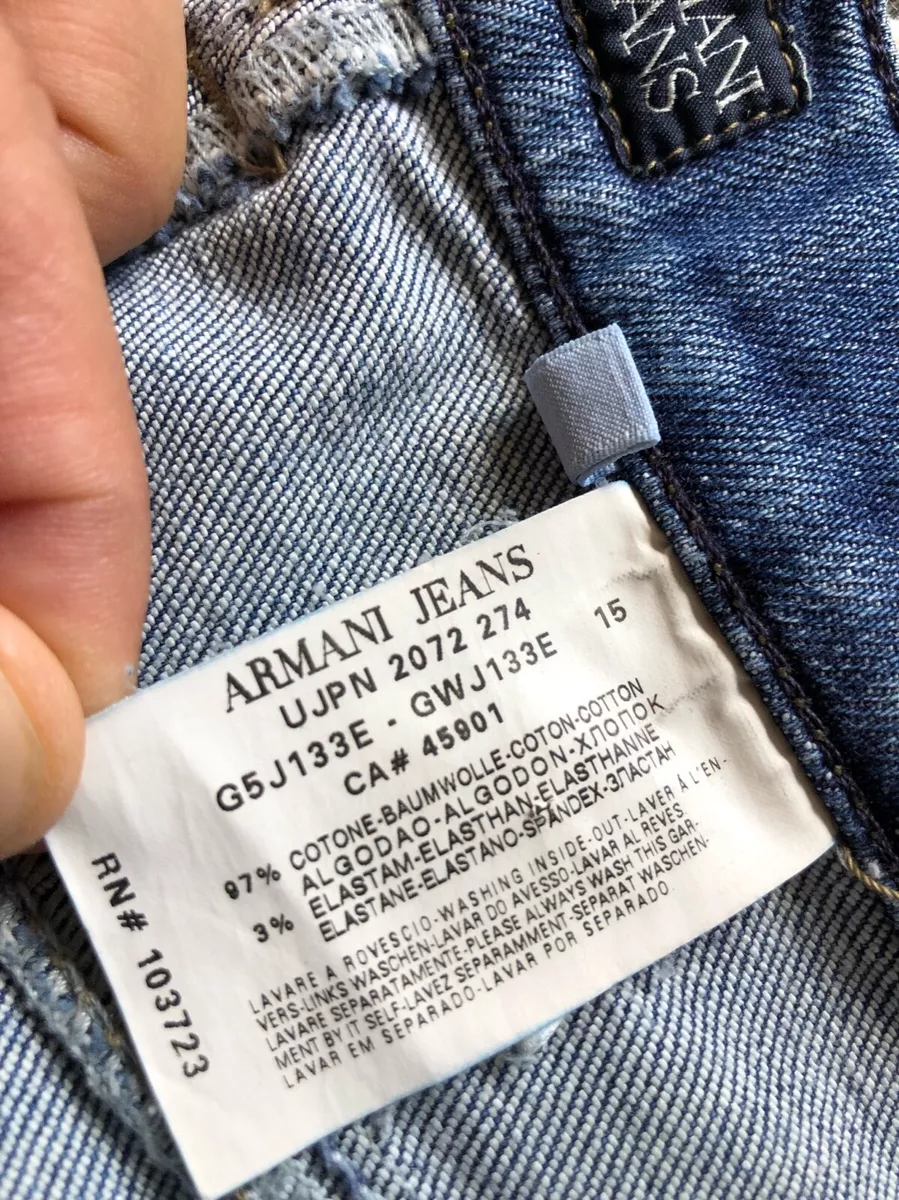 ARMANI
JEANS
ARMANI JEANS
UJPN 2072 274
15
G5J133E - GWJ133E
CA# 45901
97% COTONE-BAUMWOLLE-COTON-COTTON
ALGODAO-ALGODON-ХЛОПОК
3% ELASTAM-ELASTHAN-ELASTHANNE
ELASTANE-ELASTANO-SPANDEX-ЭЛАСТАН
LAVARE A ROVESCIO-WASHING INSIDE-OUT-LAVER À L'EN-
VERS-LINKS WASCHEN-LAVAR DO AVESSO-LAVAR AL REVES.
LAVARE SEPARATAMENTE-PLEASE ALWAYS WASH THIS GAR-
MENT BY IT SELF-LAVEZ SEPARAMMENT-SEPARAT WASCHEN-
LAVAR EM SEPARADO-LAVAR POR SEPARADO.
RN# 103723